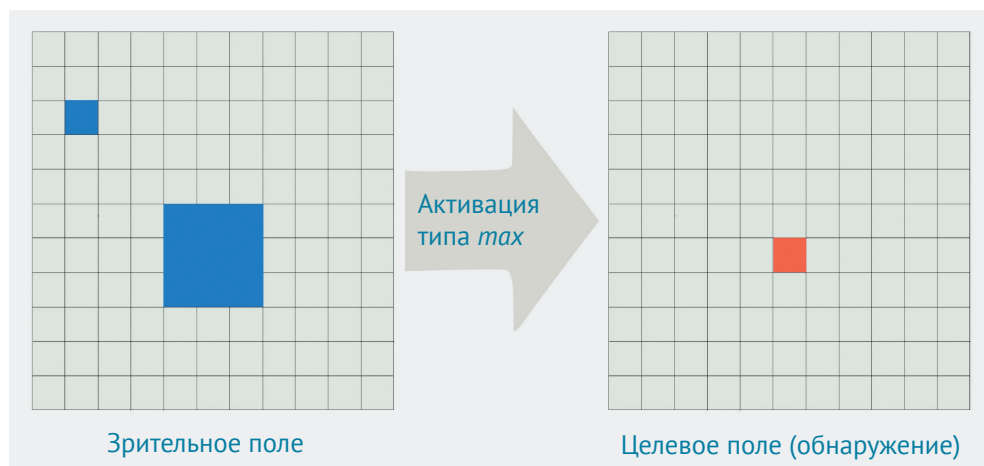 Активация
типа max
Зрительное поле
Целевое поле (обнаружение)